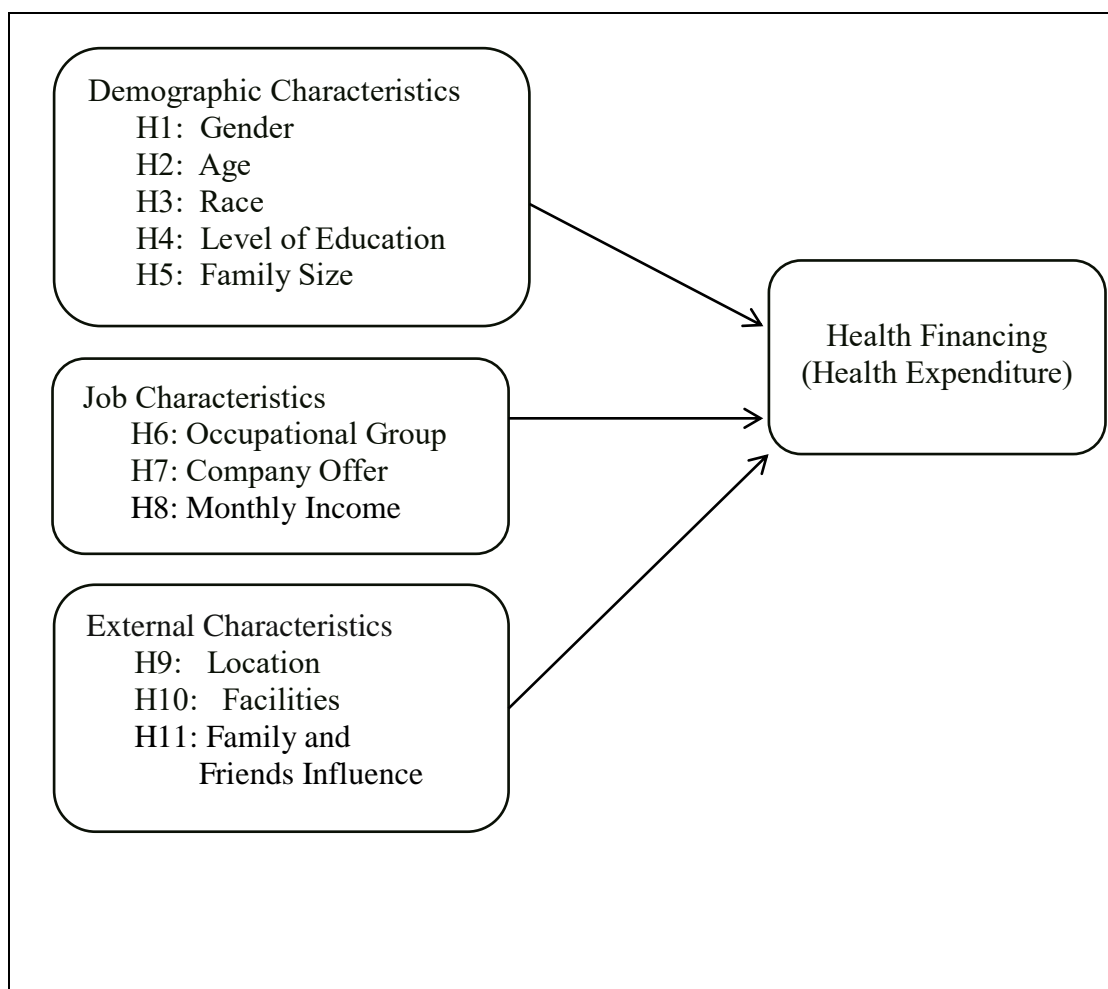 Demographic Characteristics
H1: Gender
H2: Age
H3: Race
H4: Level of Education
H5: Family Size
Job Characteristics
H6: Occupational Group
H7: Company Offer
H8: Monthly Income
External Characteristics
H9: Location
H10: Facilities
H11: Family and
Friends Influence
Health Financing
(Health Expenditure)